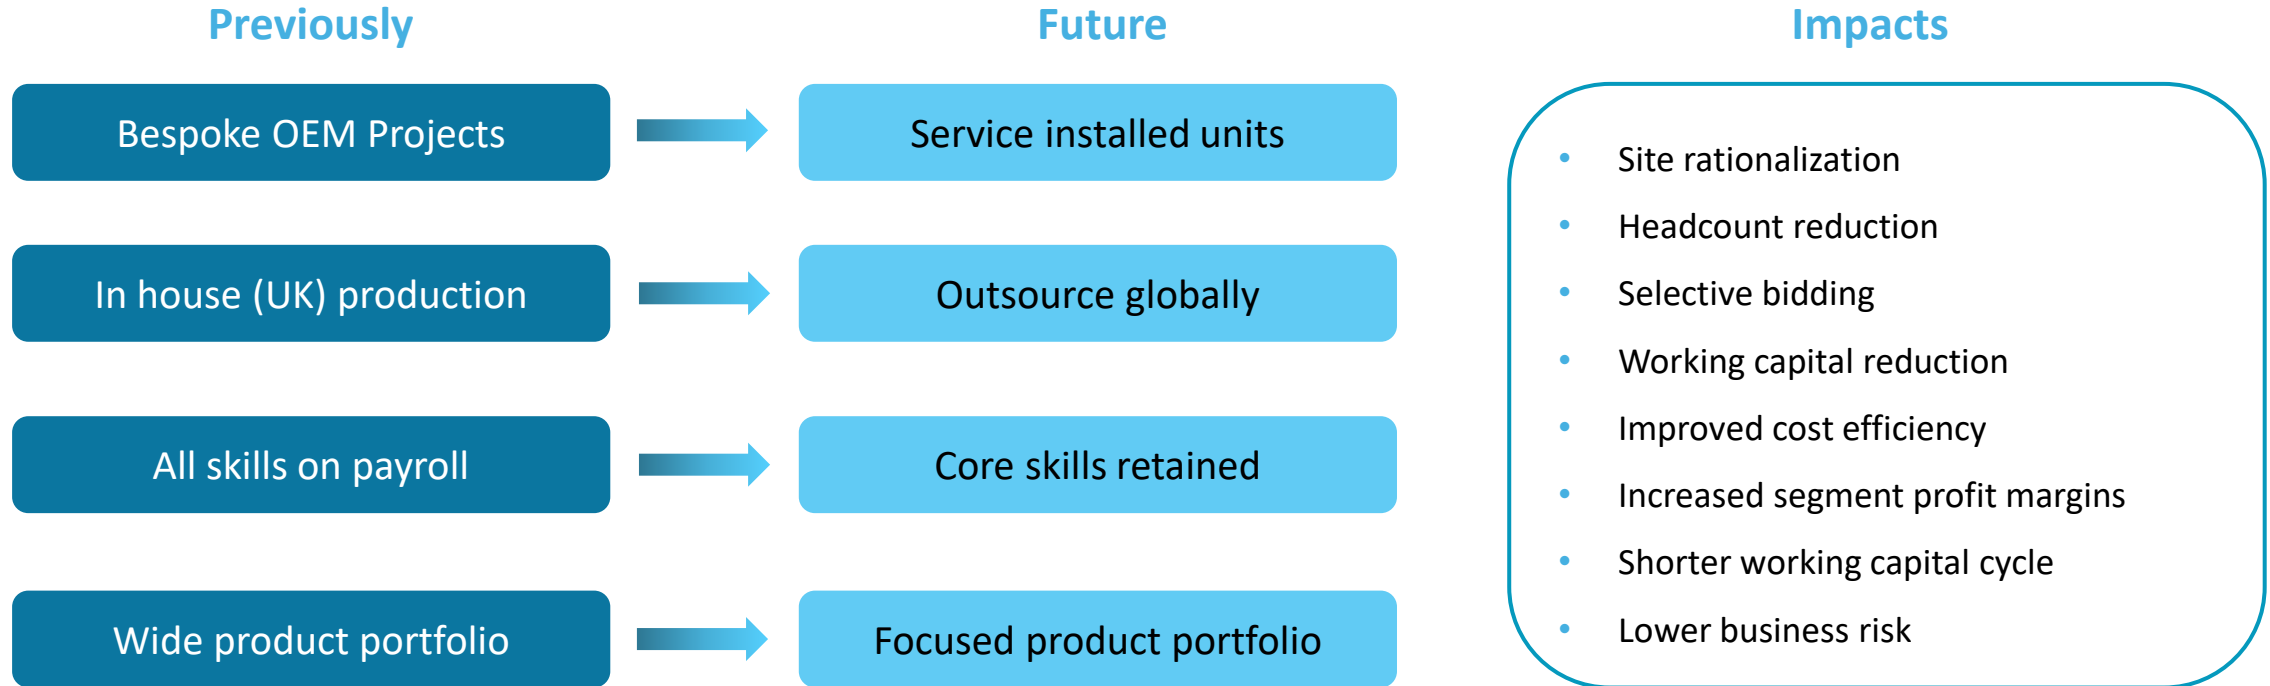 Previously
Future
Impacts
Bespoke OEM Projects
Service installed units
In house (UK) production
Outsource globally
All skills on payroll
Core skills retained
Wide product portfolio
Focused product portfolio
• Site rationalization
• Headcount reduction
• Selective bidding
• Working capital reduction
• Improved cost efficiency
• Increased segment profit margins
• Shorter working capital cycle
• Lower business risk